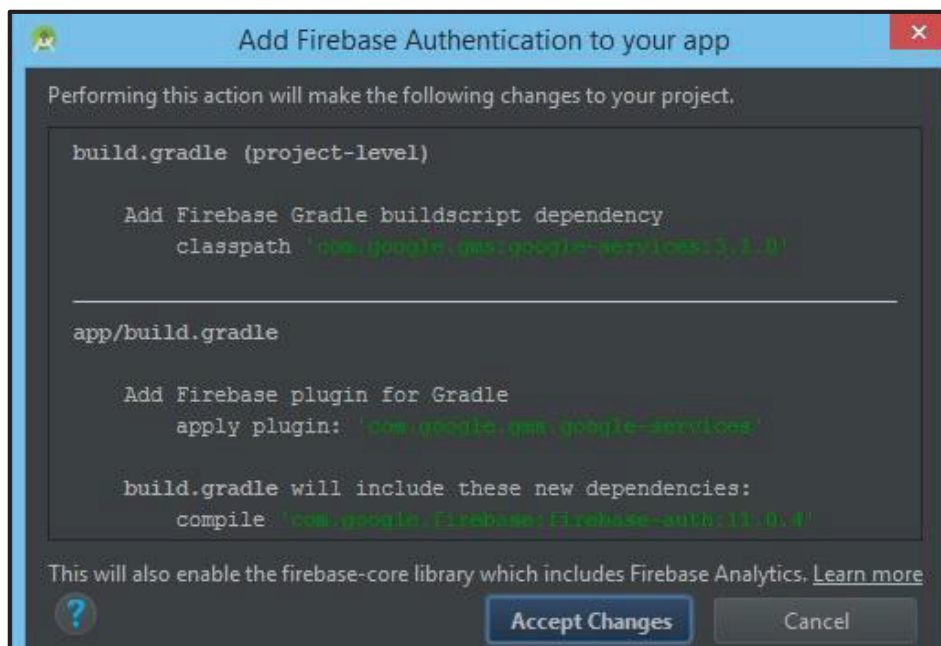 Add Firebase Authentication to your app
Performing this action will make the following changes to your project.
build.gradle (project-level)
Add Firebase Gradle buildscript dependency
classpath 'com.google.gms:google-services:3.1.0'
app/build.gradle
Add Firebase plugin for Gradle
apply plugin: 'com.google.gms.google-services'
build.gradle will include these new dependencies:
compile 'com.google.firebase:firebase-auth:11.0.4'
This will also enable the firebase-core library which includes Firebase Analytics. Learn more
? Accept Changes Cancel